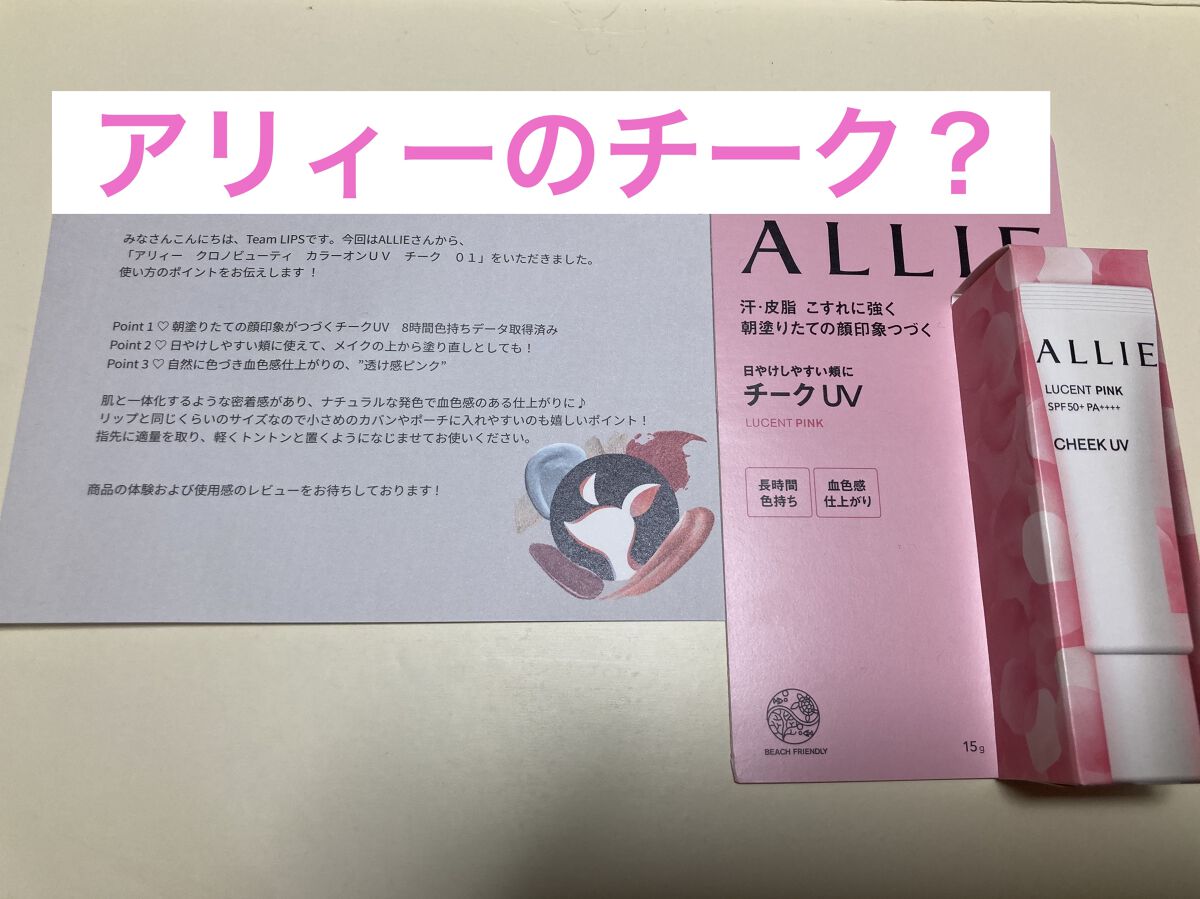 アリィーのチーク？
みなさんこんにちは、Team LIPSです。今回はALLIEさんから、
「アリィー　クロノビューティ　カラーオンＵＶ　チーク　０１」をいただきました。
使い方のポイントをお伝えします！
Point 1 ♡ 朝塗りたての顔印象がつづくチークUV　8時間色持ちデータ取得済み
Point 2 ♡ 日やけしやすい頬に使えて、メイクの上から塗り直しとしても！
Point 3 ♡ 自然に色づき血色感仕上がりの、”透け感ピンク”
肌と一体化するような密着感があり、ナチュラルな発色で血色感のある仕上がりに♪
リップと同じくらいのサイズなので小さめのカバンやポーチに入れやすいのも嬉しいポイント！
指先に適量を取り、軽くトントンと置くようになじませてお使いください。
商品の体験および使用感のレビューをお待ちしております！
ALLIE
汗・皮脂 こすれに強く
朝塗りたての顔印象つづく
日やけしやすい頬に
チークUV
LUCENT PINK
長時間
色持ち
血色感
仕上がり
BEACH FRIENDLY
15g
ALLIE
LUCENT PINK
SPF50+ PA++++
CHEEK UV